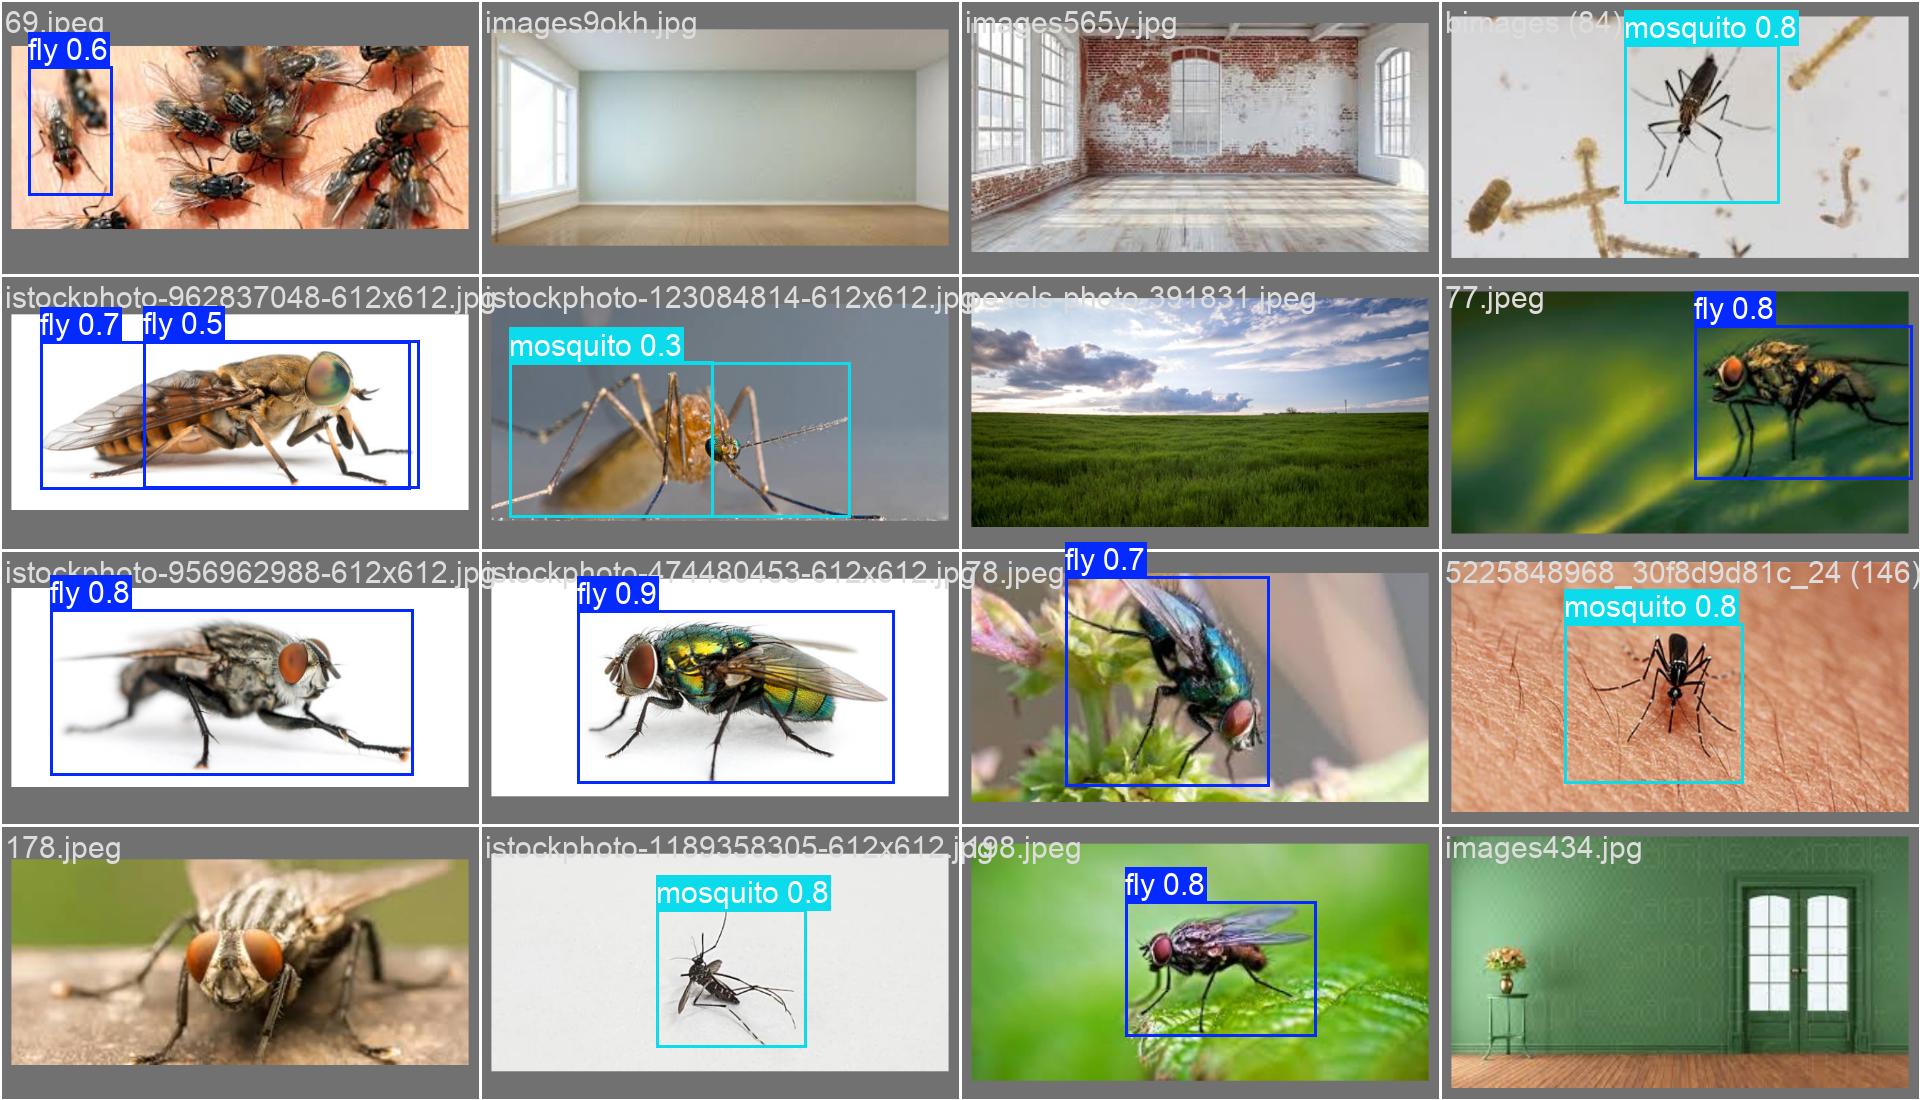 69.jpeg
fly 0.6
images9okh.jpg
images565y.jpg
bimages (84)
mosquito 0.8
istockphoto-962837048-612x612.jpg
fly 0.7
fly 0.5
istockphoto-123084814-612x612.jpg
mosquito 0.3
pexels-photo-391831.jpeg
77.jpeg
fly 0.8
istockphoto-956962988-612x612.jpg
fly 0.8
istockphoto-474480453-612x612.jpg
fly 0.9
78.jpeg
fly 0.7
5225848968_30f8d9d81c_24 (146)
mosquito 0.8
178.jpeg
istockphoto-1189358305-612x612.jpg
mosquito 0.8
198.jpeg
fly 0.8
images434.jpg